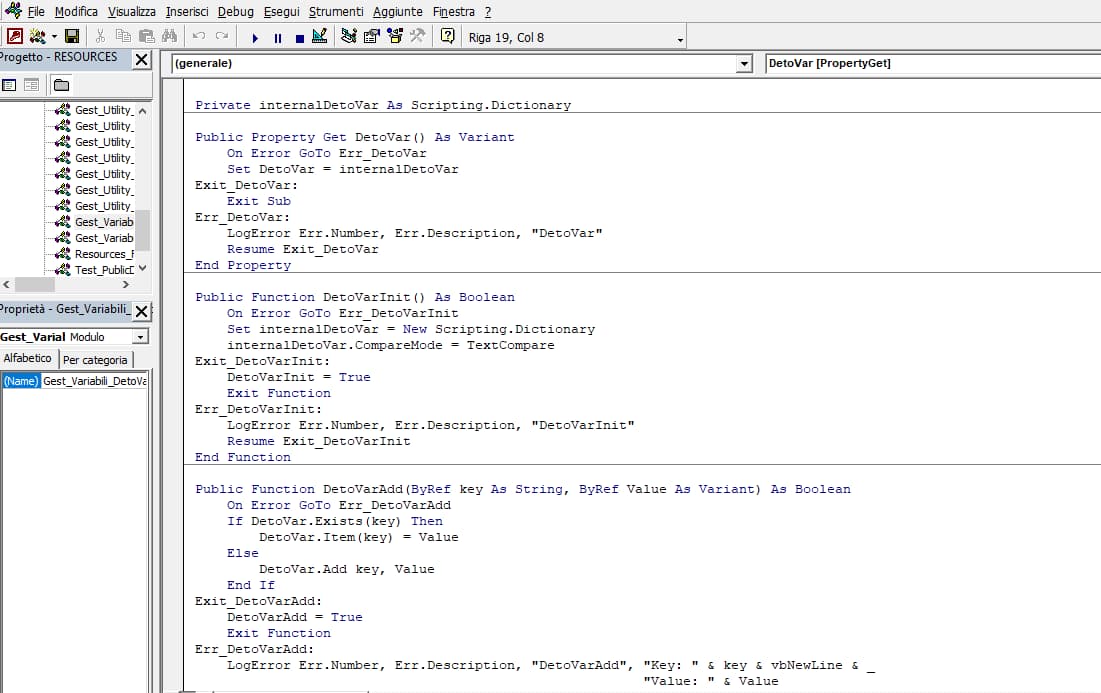 File Modifica Visualizza Inserisci Debug Esegui Strumenti Aggiunte Finestra ?
Riga 19, Col 8
Progetto - RESOURCES
Gest_Utility_
Gest_Utility_
Gest_Utility_
Gest_Utility_
Gest_Utility_
Gest_Utility_
Gest_Utility_
Gest_Variab
Gest_Variab
Resources_F
Test_Public
Proprietà - Gest_Variabili_
Gest_Varial Modulo
Alfabetico Per categoria
(Name) Gest_Variabili_DetoVa
(generale) DetoVar [PropertyGet]
Private internalDetoVar As Scripting.Dictionary
Public Property Get DetoVar() As Variant
On Error GoTo Err_DetoVar
Set DetoVar = internalDetoVar
Exit_DetoVar:
Exit Sub
Err_DetoVar:
LogError Err.Number, Err.Description, "DetoVar"
Resume Exit_DetoVar
End Property
Public Function DetoVarInit() As Boolean
On Error GoTo Err_DetoVarInit
Set internalDetoVar = New Scripting.Dictionary
internalDetoVar.CompareMode = TextCompare
Exit_DetoVarInit:
DetoVarInit = True
Exit Function
Err_DetoVarInit:
LogError Err.Number, Err.Description, "DetoVarInit"
Resume Exit_DetoVarInit
End Function
Public Function DetoVarAdd(ByRef key As String, ByRef Value As Variant) As Boolean
On Error GoTo Err_DetoVarAdd
If DetoVar.Exists(key) Then
DetoVar.Item(key) = Value
Else
DetoVar.Add key, Value
End If
Exit_DetoVarAdd:
DetoVarAdd = True
Exit Function
Err_DetoVarAdd:
LogError Err.Number, Err.Description, "DetoVarAdd", "Key: " & key & vbNewLine & _
"Value: " & Value